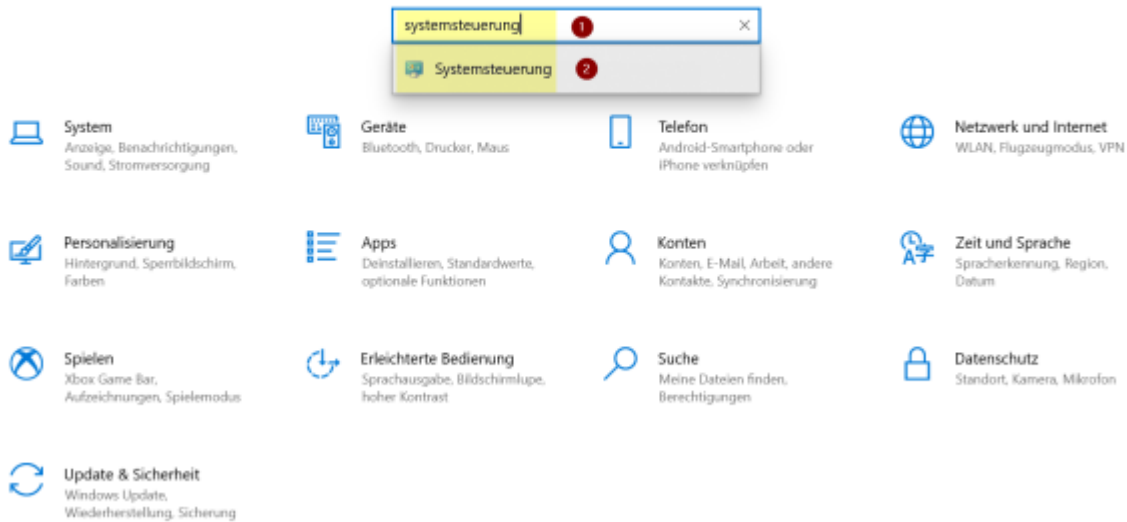 systemsteuerung
1
Systemsteuerung
2
System
Anzeige, Benachrichtigungen,
Sound, Stromversorgung
Geräte
Bluetooth, Drucker, Maus
Telefon
Android-Smartphone oder
iPhone verknüpfen
Netzwerk und Internet
WLAN, Flugzeugmodus, VPN
Personalisierung
Hintergrund, Sperrbildschirm,
Farben
Apps
Deinstallieren, Standardwerte,
optionale Funktionen
Konten
Konten, E-Mail, Arbeit, andere
Kontakte, Synchronisierung
Zeit und Sprache
Spracherkennung, Region,
Datum
Spielen
Xbox Game Bar,
Aufzeichnungen, Spielemodus
Erleichterte Bedienung
Sprachausgabe, Bildschirmlupe,
hoher Kontrast
Suche
Meine Dateien finden,
Berechtigungen
Datenschutz
Standort, Kamera, Mikrofon
Update & Sicherheit
Windows Update,
Wiederherstellung, Sicherung